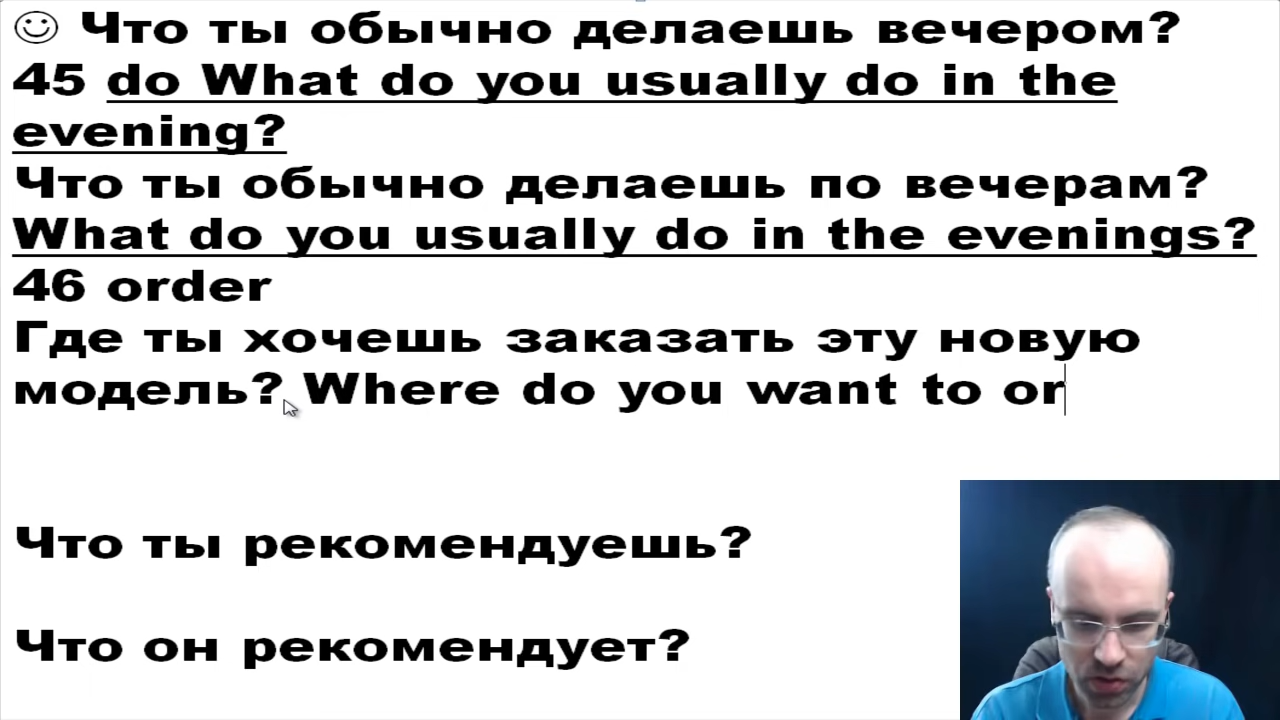 ☺ Что ты обычно делаешь вечером?
45 do What do you usually do in the
evening?
Что ты обычно делаешь по вечерам?
What do you usually do in the evenings?
46 order
Где ты хочешь заказать эту новую
модель? Where do you want to or
Что ты рекомендуешь?
Что он рекомендует?